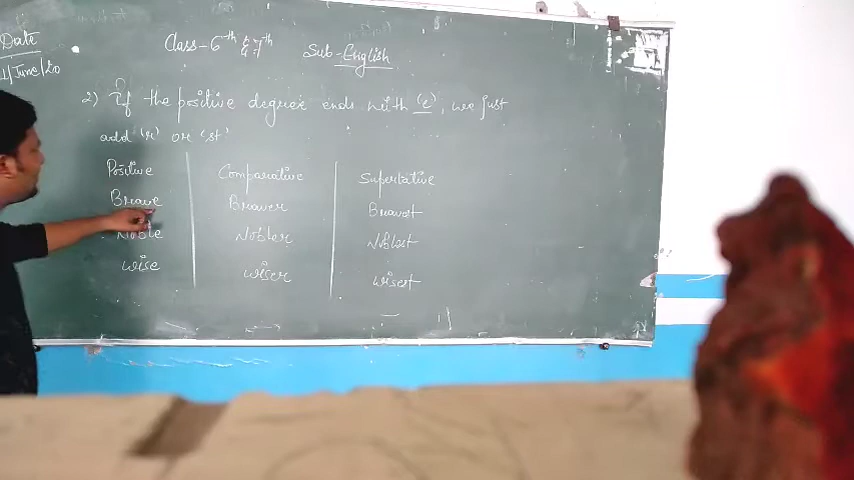 Date
Class-6th & 7th Sub-English
1/June/20
2) If the positive degree ends with (e), we just
add 'r' or 'st'
Positive Comparative Superlative
Brave Braver Bravest
Noble Nobler Noblest
Wise Wiser Wisest